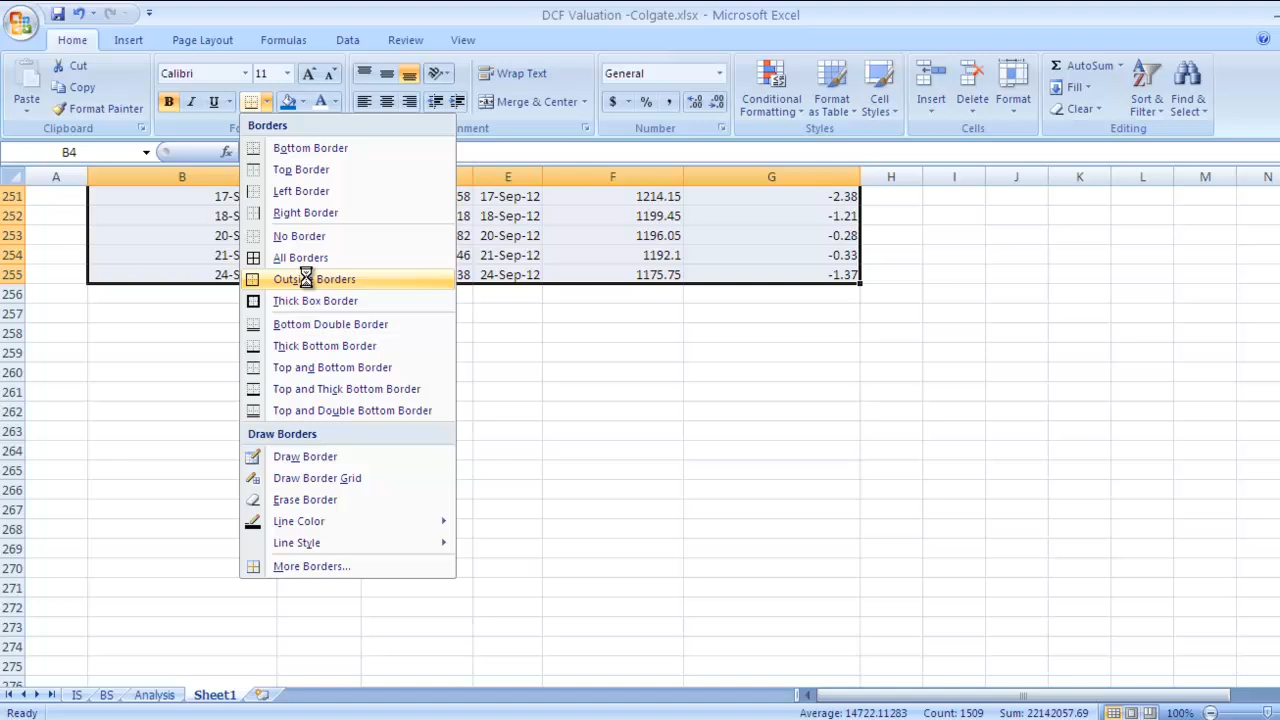 DCF Valuation -Colgate.xlsx - Microsoft Excel
Home Insert Page Layout Formulas Data Review View
Paste Cut Copy Format Painter Clipboard
Calibri 11 B I U A A A
Wrap Text Merge & Center
General $ % , Number
Conditional Formatting Format as Table Cell Styles Styles
Insert Delete Format Cells
Σ AutoSum Fill Clear Sort & Filter Find & Select Editing
B4 fx
A B E F G H I J K L M N
251 17-S 58 17-Sep-12 1214.15 -2.38
252 18-S 18 18-Sep-12 1199.45 -1.21
253 20-S 82 20-Sep-12 1196.05 -0.28
254 21-S 46 21-Sep-12 1192.1 -0.33
255 24-S 38 24-Sep-12 1175.75 -1.37
256
257
258
259
260
261
262
263
264
265
266
267
268
269
270
271
272
273
274
275
276
Borders
Bottom Border
Top Border
Left Border
Right Border
No Border
All Borders
Borders
Thick Box Border
Bottom Double Border
Thick Bottom Border
Top and Bottom Border
Top and Thick Bottom Border
Top and Double Bottom Border
Draw Borders
Draw Border
Draw Border Grid
Erase Border
Line Color
Line Style
More Borders...
IS BS Analysis Sheet1
Ready Average: 14722.11283 Count: 1509 Sum: 22142057.69 100%